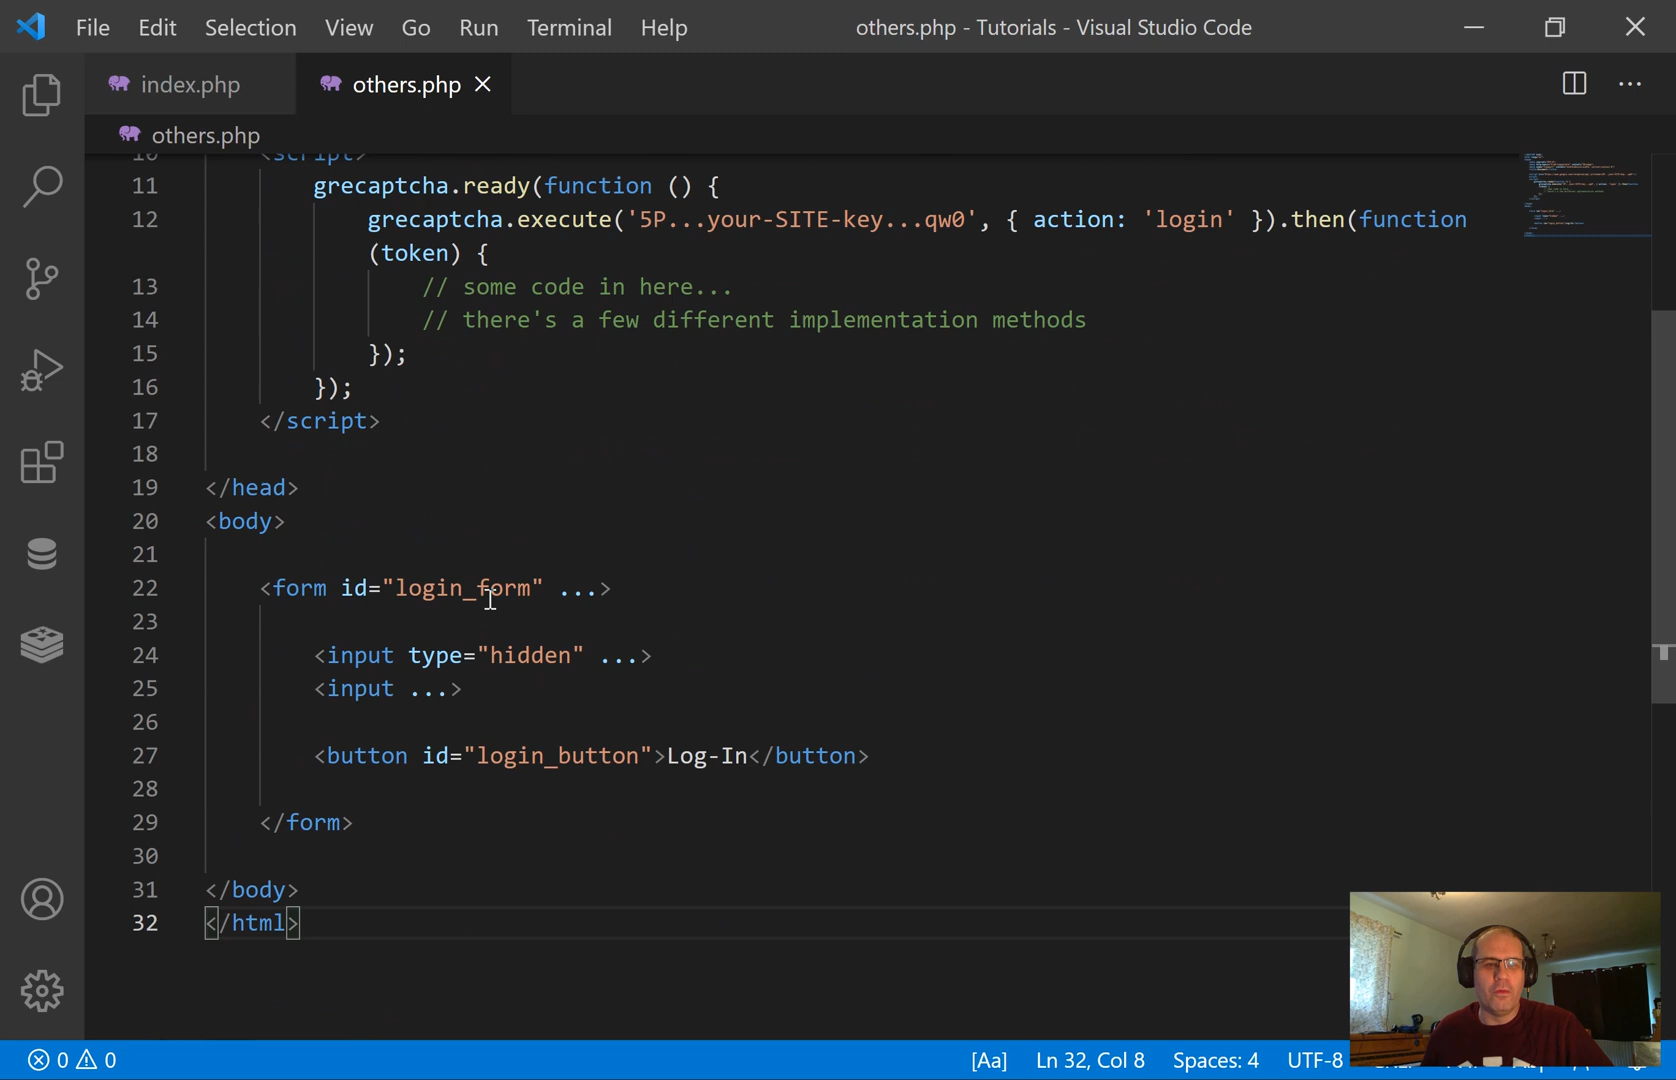 File Edit Selection View Go Run Terminal Help others.php - Tutorials - Visual Studio Code
index.php others.php
others.php
10 <script>
11 grecaptcha.ready(function () {
12 grecaptcha.execute('5P...your-SITE-key...qw0', { action: 'login' }).then(function
(token) {
13 // some code in here...
14 // there's a few different implementation methods
15 });
16 });
17 </script>
18
19 </head>
20 <body>
21
22 <form id="login_form" ...>
23
24 <input type="hidden" ...>
25 <input ...>
26
27 <button id="login_button">Log-In</button>
28
29 </form>
30
31 </body>
32 </html>
0 0 [Aa] Ln 32, Col 8 Spaces: 4 UTF-8